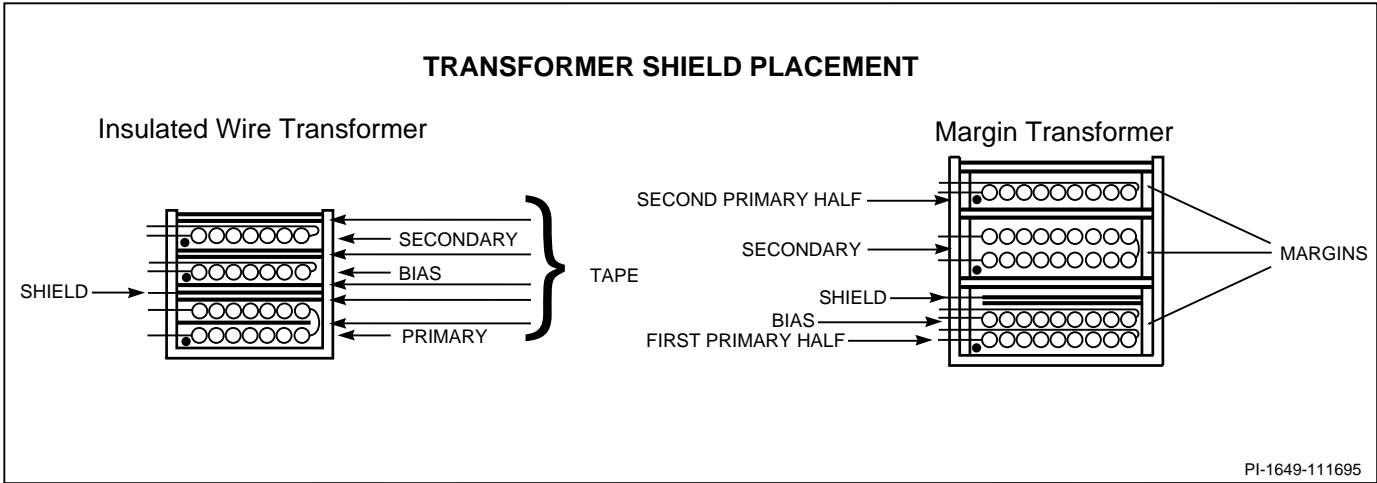 TRANSFORMER SHIELD PLACEMENT
Insulated Wire Transformer
SHIELD
SECONDARY
BIAS
PRIMARY
TAPE
Margin Transformer
SECOND PRIMARY HALF
SECONDARY
SHIELD
BIAS
FIRST PRIMARY HALF
MARGINS
PI-1649-111695